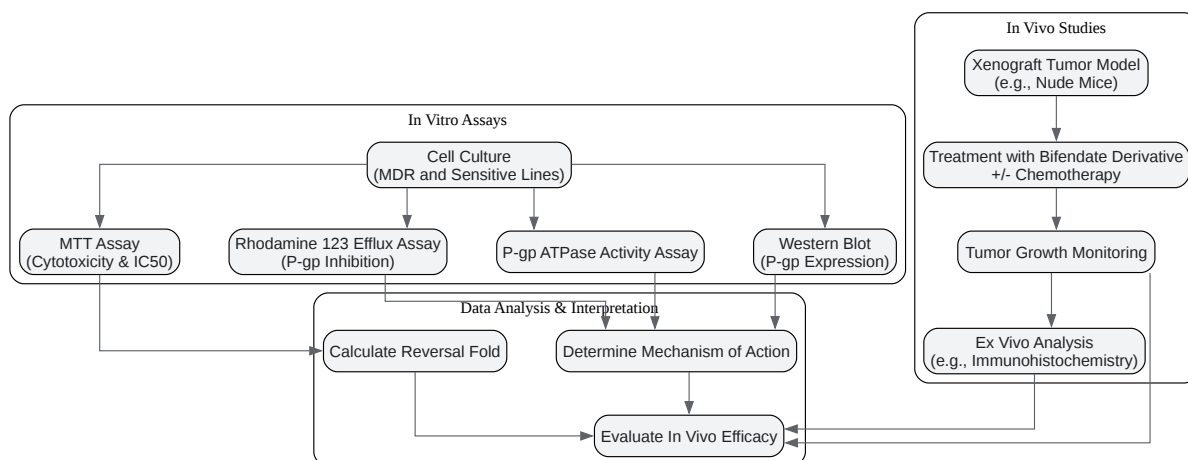 In Vivo Studies
Xenograft Tumor Model
(e.g., Nude Mice)
In Vitro Assays
Cell Culture
(MDR and Sensitive Lines)
Treatment with Bifendate Derivative
+/- Chemotherapy
MTT Assay
(Cytotoxicity & IC50)
Rhodamine 123 Efflux Assay
(P-gp Inhibition)
P-gp ATPase Activity Assay
Western Blot
(P-gp Expression)
Tumor Growth Monitoring
Data Analysis & Interpretation
Calculate Reversal Fold
Determine Mechanism of Action
Ex Vivo Analysis
(e.g., Immunohistochemistry)
Evaluate In Vivo Efficacy